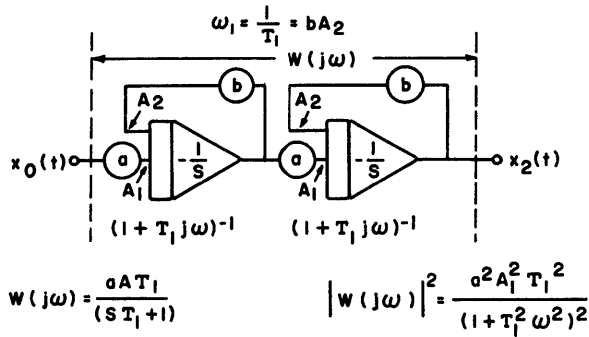 ω₁ = 1/T₁ = bA₂
W(jω)
b
b
A₂
A₂
x₀(t)
a
-1/S
a
-1/S
x₂(t)
A₁
A₁
(1 + T₁jω)⁻¹
(1 + T₁jω)⁻¹
W(jω) = aAT₁/(ST₁+1)
|W(jω)|² = a²A₁²T₁²/(1+T₁²ω²)²